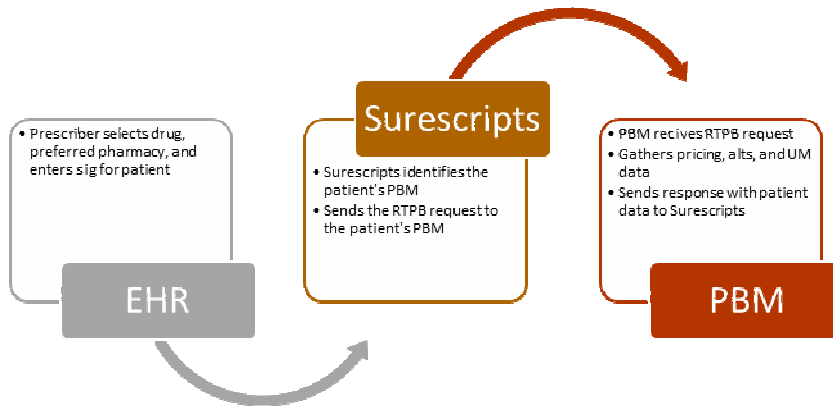 • Prescriber selects drug,
preferred pharmacy, and
enters sig for patient
EHR
Surescripts
• Surescripts identifies the
patient's PBM
• Sends the RTPB request to
the patient's PBM
• PBM recives RTPB request
• Gathers pricing, alts, and UM
data
• Sends response with patient
data to Surescripts
PBM